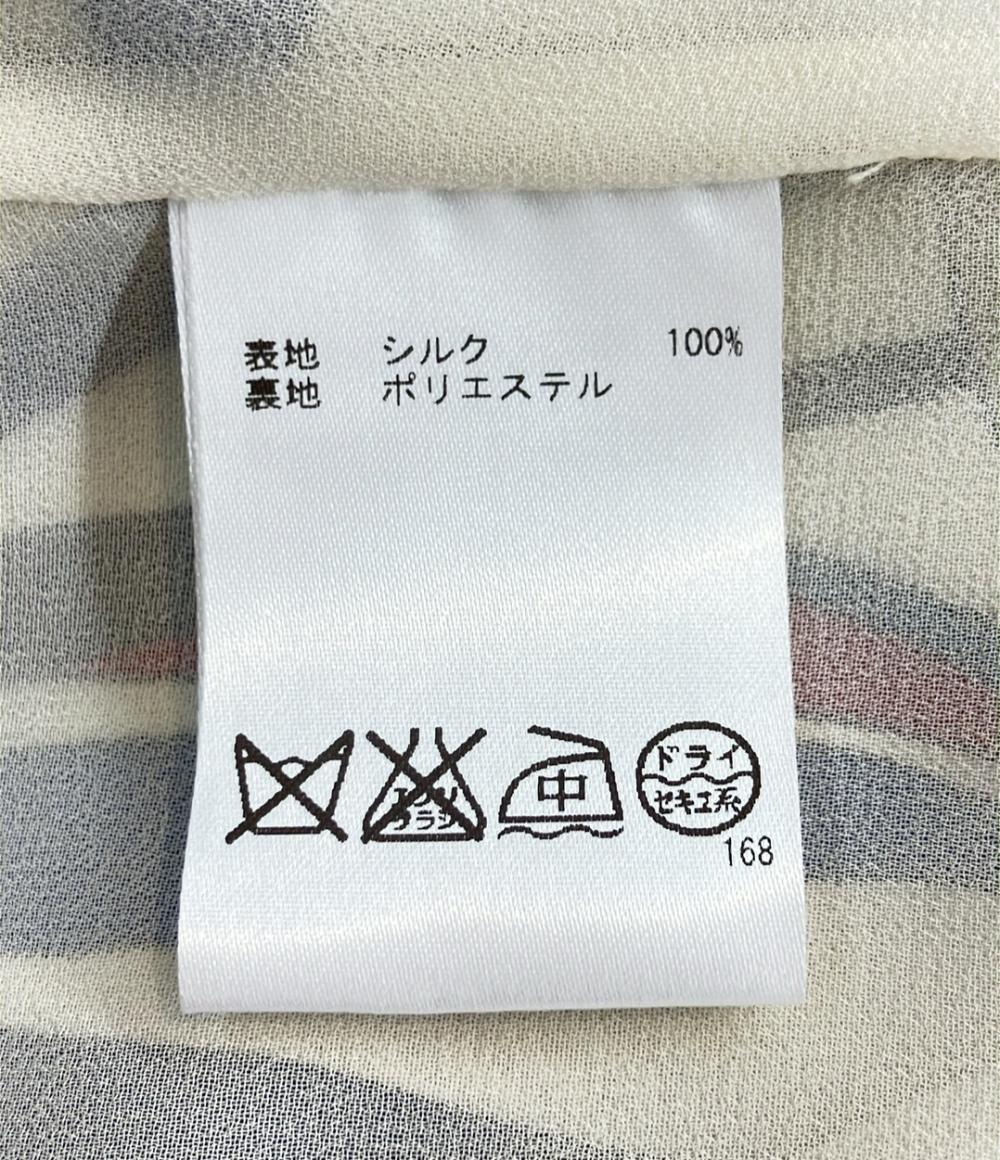 表地 シルク 100%
裏地 ポリエステル
中
ドライ
セキユ系
168